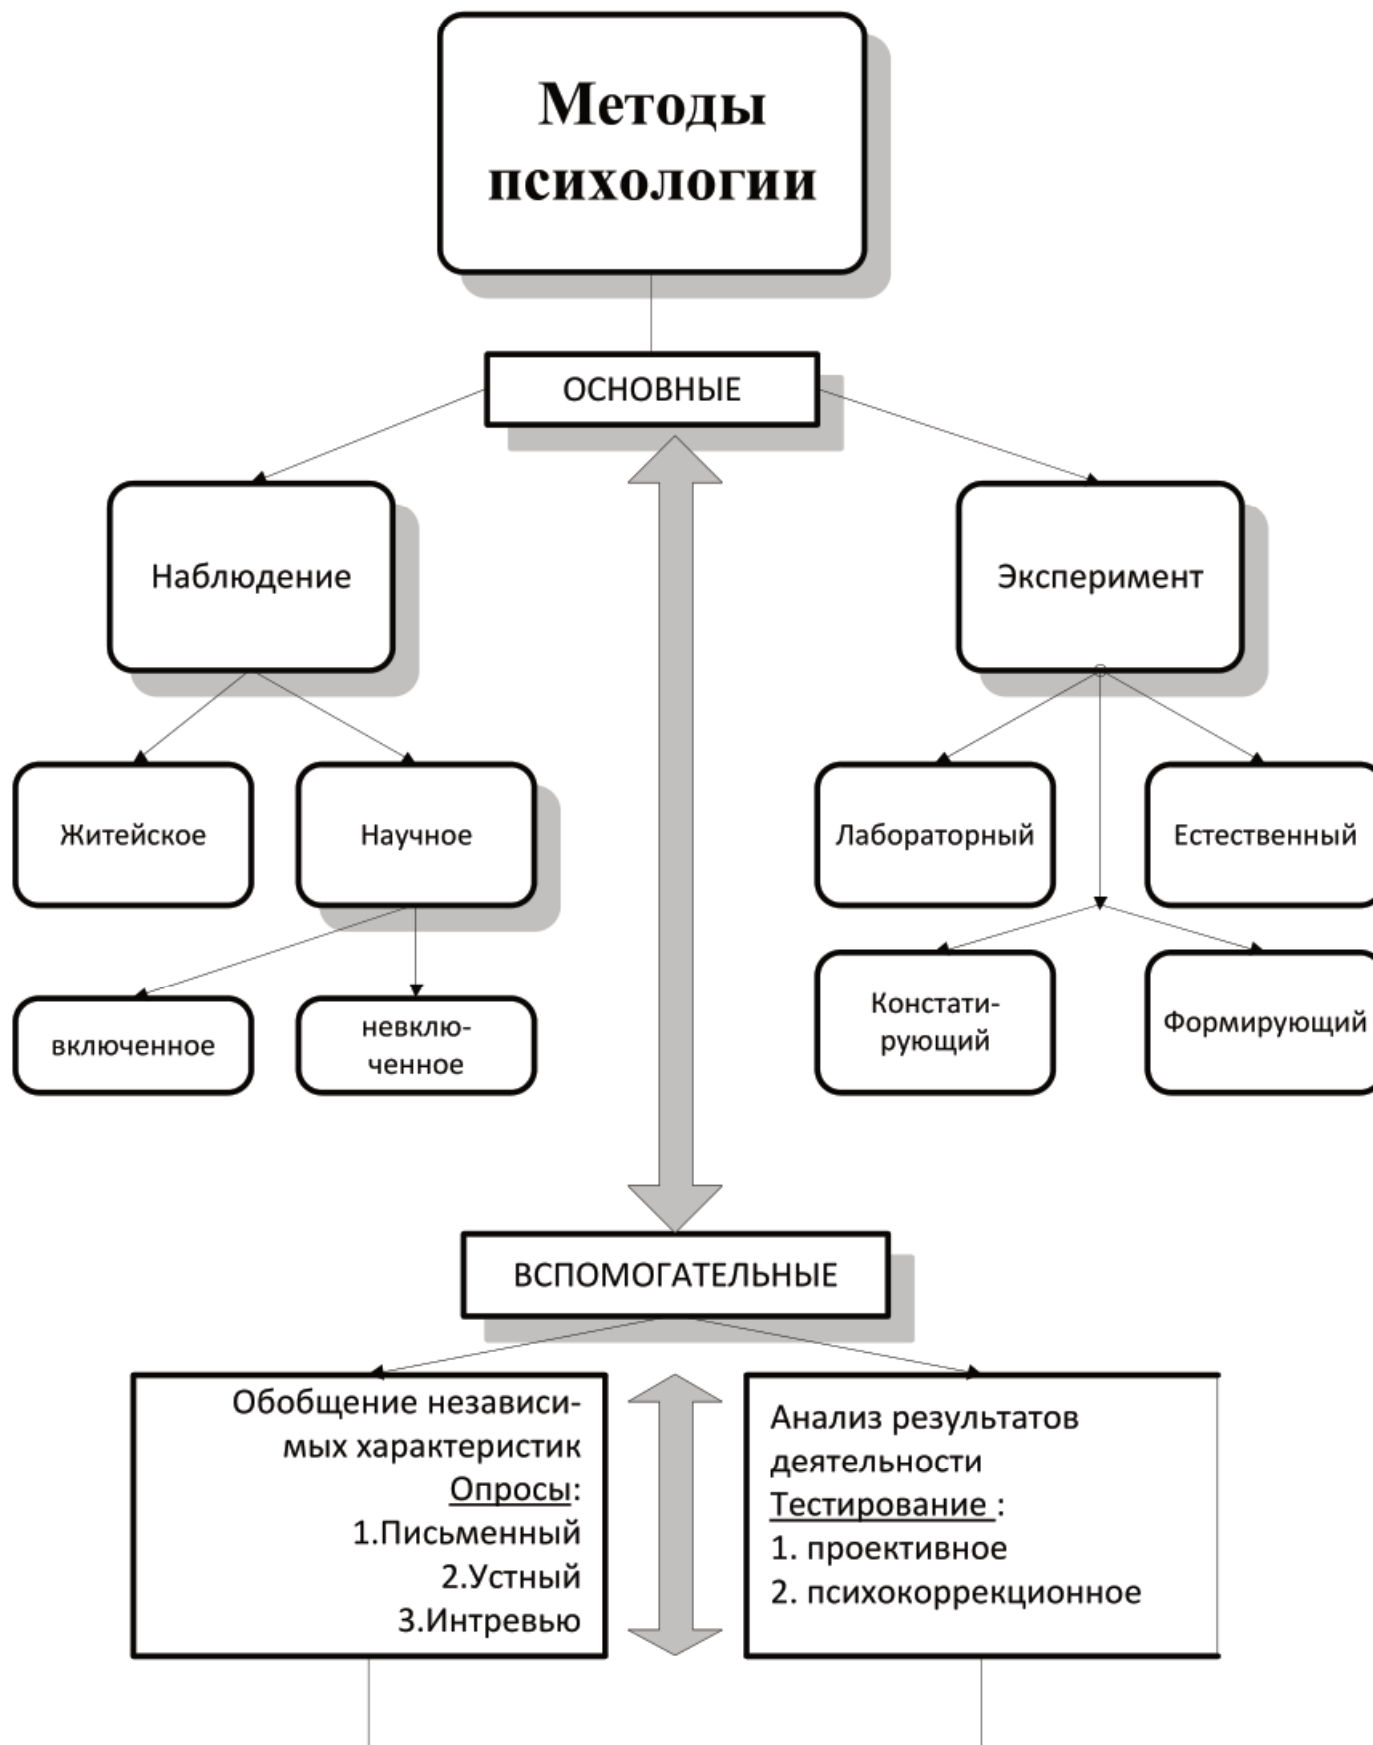 Методы
психологии
ОСНОВНЫЕ
Наблюдение
Эксперимент
Житейское
Научное
Лабораторный
Естественный
включенное
невклю-
ченное
Констати-
рующий
Формирующий
ВСПОМОГАТЕЛЬНЫЕ
Обобщение независи-
мых характеристик
Опросы:
1.Письменный
2.Устный
3.Интревью
Анализ результатов
деятельности
Тестирование :
1. проективное
2. психокоррекционное